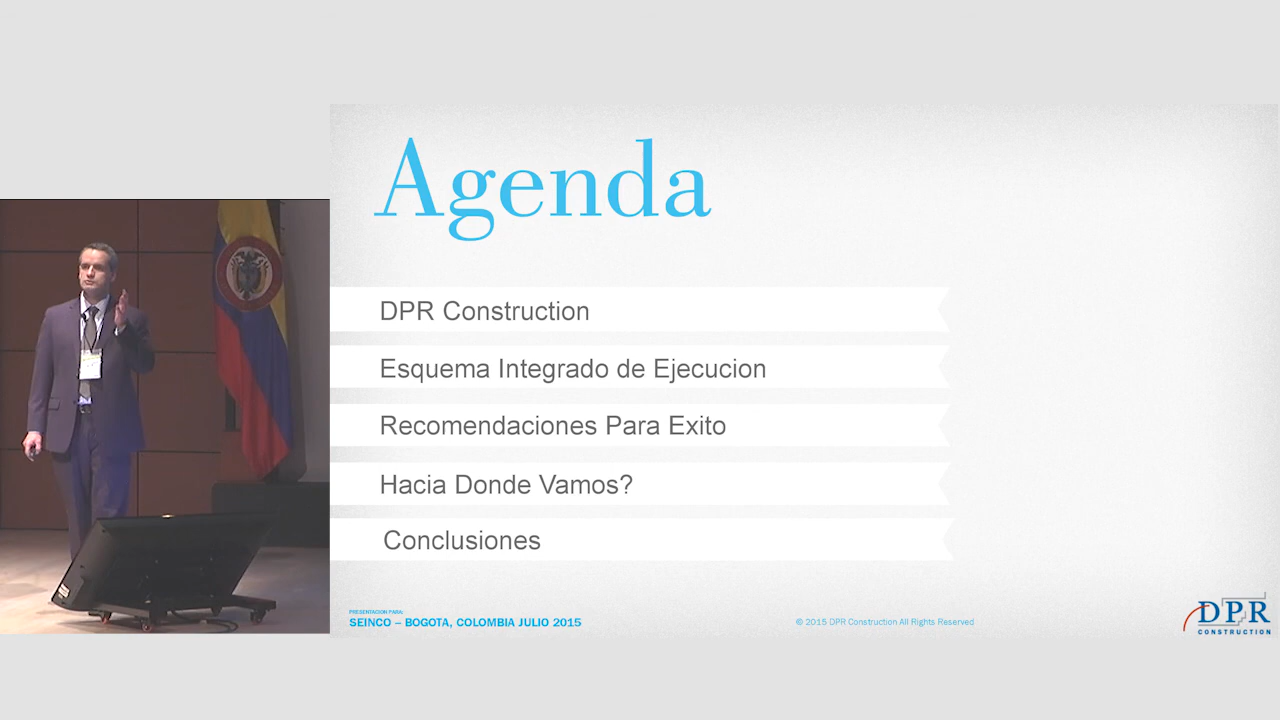 Agenda
DPR Construction
Esquema Integrado de Ejecucion
Recomendaciones Para Exito
Hacia Donde Vamos?
Conclusiones
PRESENTACION PARA:
SEINCO – BOGOTA, COLOMBIA JULIO 2015
© 2015 DPR Construction All Rights Reserved
DPR
CONSTRUCTION